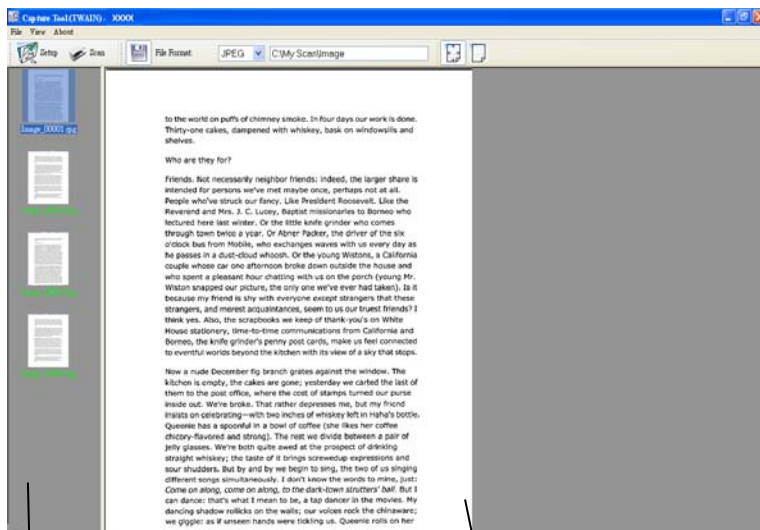 Capture Tool(TWAIN) - XXXX
File View About
Setup Scan File Format: JPEG C:\My Scan\Image
Image_00001.jpg
to the world on puffs of chimney smoke. In four days our work is done.
Thirty-one cakes, dampened with whiskey, bask on windowsills and
shelves.
Who are they for?
Friends. Not necessarily neighbor friends: indeed, the larger share is
intended for persons we've met maybe once, perhaps not at all.
People who've struck our fancy. Like President Roosevelt. Like the
Reverend and Mrs. J. C. Lucey, Baptist missionaries to Borneo who
lectured here last winter. Or the little knife grinder who comes
through town twice a year. Or Abner Packer, the driver of the six
o'clock bus from Mobile, who exchanges waves with us every day as
he passes in a dust-cloud whoosh. Or the young Wistons, a California
couple whose car one afternoon broke down outside the house and
who spent a pleasant hour chatting with us on the porch (young Mr.
Wiston snapped our picture, the only one we've ever had taken). Is it
because my friend is shy with everyone except strangers that these
strangers, and merest acquaintances, seem to us our truest friends? I
think yes. Also, the scrapbooks we keep of thank-you's on White
House stationery, time-to-time communications from California and
Borneo, the knife grinder's penny post cards, make us feel connected
to eventful worlds beyond the kitchen with its view of a sky that stops.
Now a nude December fig branch grates against the window. The
kitchen is empty, the cakes are gone; yesterday we carted the last of
them to the post office, where the cost of stamps turned our purse
inside out. We're broke. That rather depresses me, but my friend
insists on celebrating—with two inches of whiskey left in Haha's bottle.
Queenie has a spoonful in a bowl of coffee (she likes her coffee
chicory-flavored and strong). The rest we divide between a pair of
jelly glasses. We're both quite awed at the prospect of drinking
straight whiskey; the taste of it brings screwedup expressions and
sour shudders. But by and by we begin to sing, the two of us singing
different songs simultaneously. I don't know the words to mine, just:
Come on along, come on along, to the dark-town strutters' ball. But I
can dance: that's what I mean to be, a tap dancer in the movies. My
dancing shadow rollicks on the walls; our voices rock the chinaware;
we giggle: as if unseen hands were tickling us. Queenie rolls on her